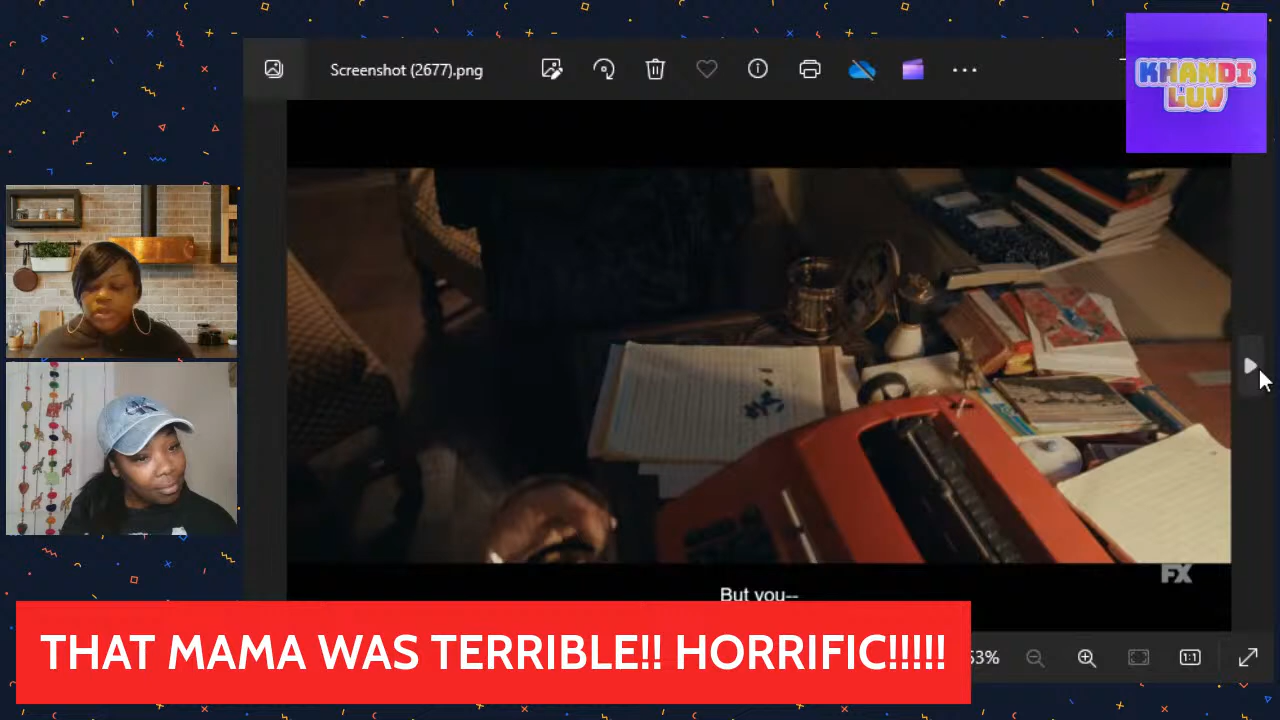 Screenshot (2677).png
KHANDI
LUV
FX
But you--
THAT MAMA WAS TERRIBLE!! HORRIFIC!!!!!
53%
1:1